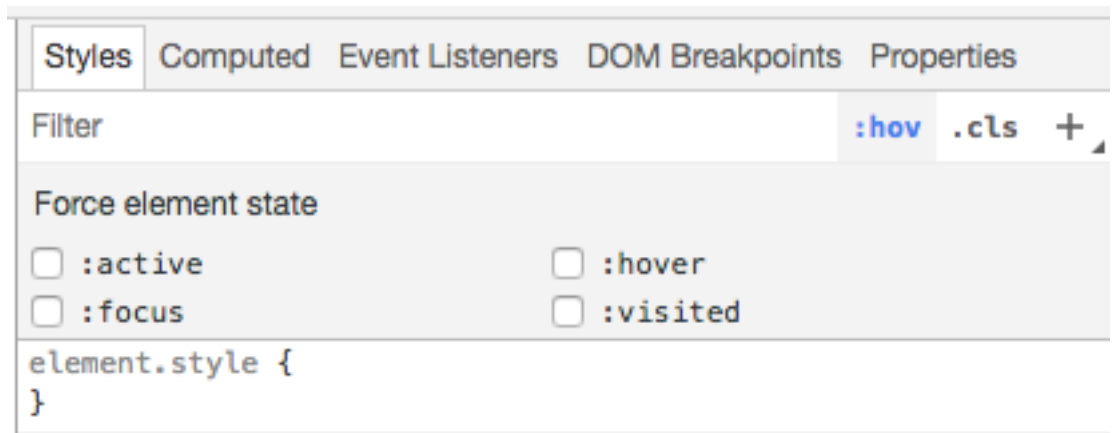 Styles Computed Event Listeners DOM Breakpoints Properties
Filter :hov .cls +
Force element state
:active :hover
:focus :visited
element.style {
}